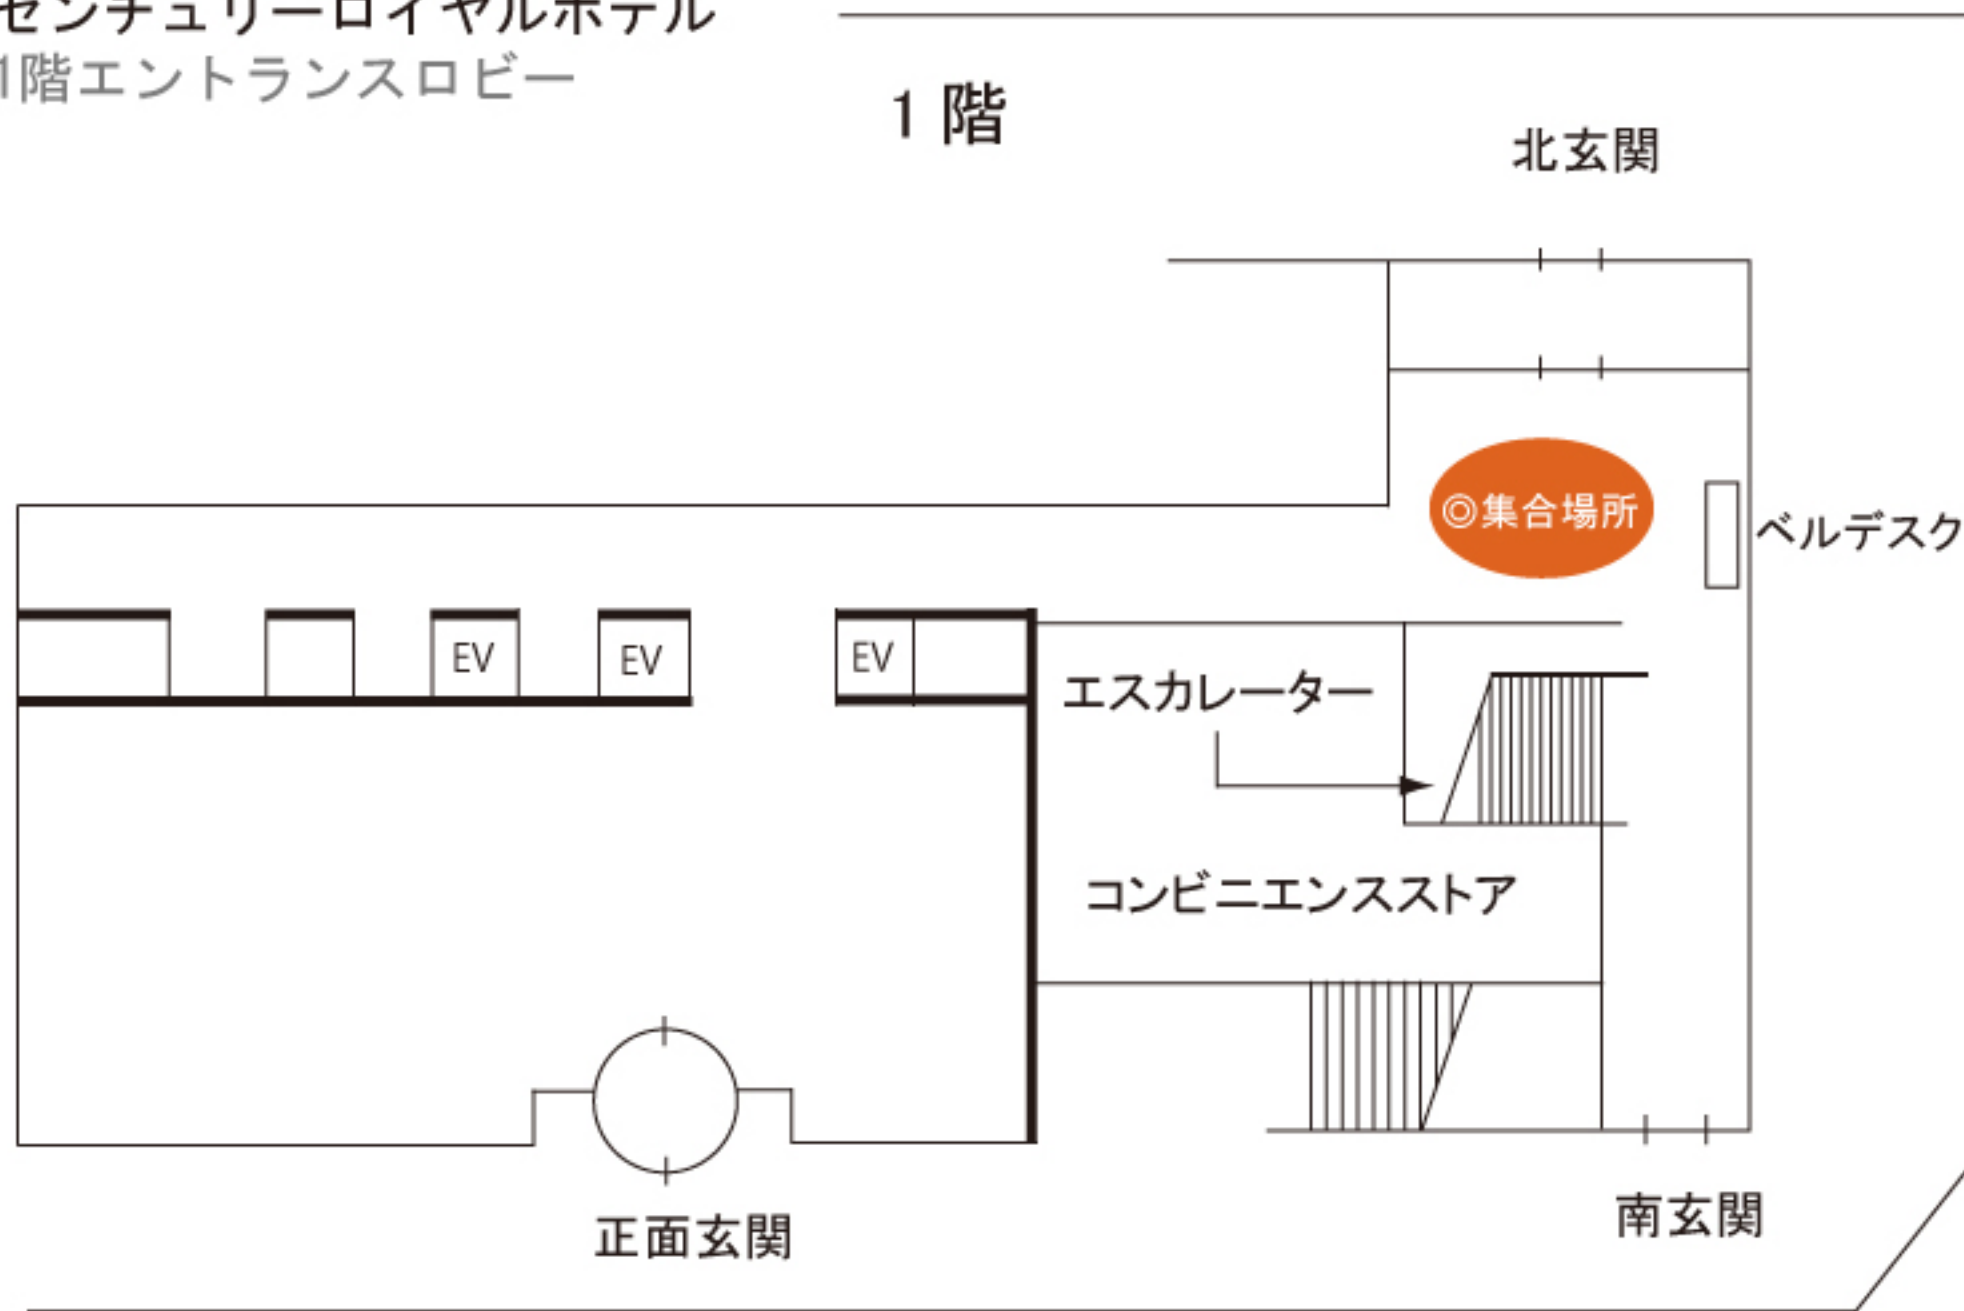 センチュリーロイヤルホテル
1階エントランスロビー
1階
北玄関
◎集合場所
ベルデスク
EV
EV
EV
エスカレーター
コンビニエンスストア
正面玄関
南玄関